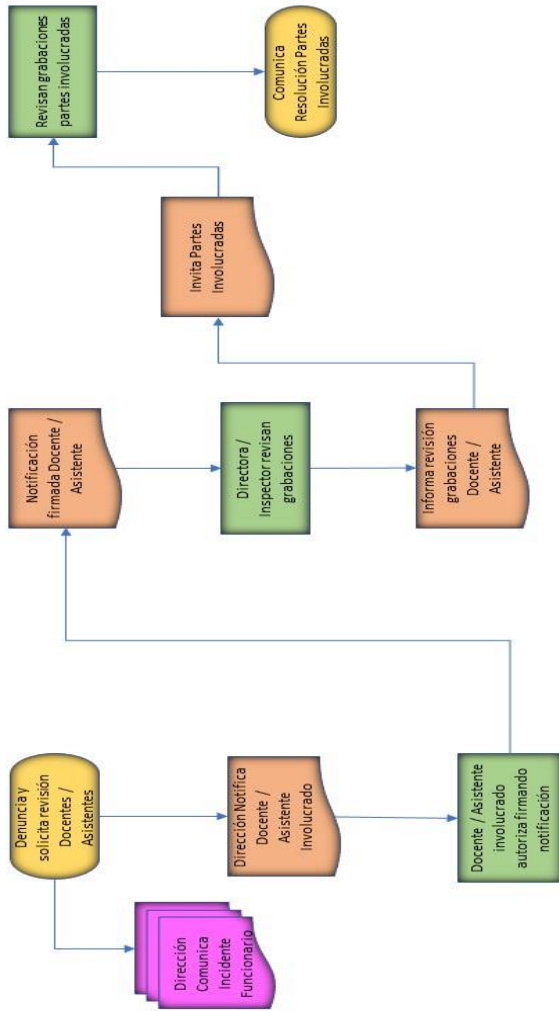 Denuncia y
solicita revisión
Docentes /
Asistentes
Dirección
Comunica
Incidente
Funcionario
Dirección Notifica
Docente /
Asistente
Involucrado
Docente / Asistente
involucrado
autoriza firmando
notificación
Notificación
firmada Docente /
Asistente
Directora /
Inspector revisan
grabaciones
Informa revisión
grabaciones
Docente /
Asistente
Invita Partes
Involucradas
Revisan grabaciones
partes involucradas
Comunica
Resolución Partes
Involucradas